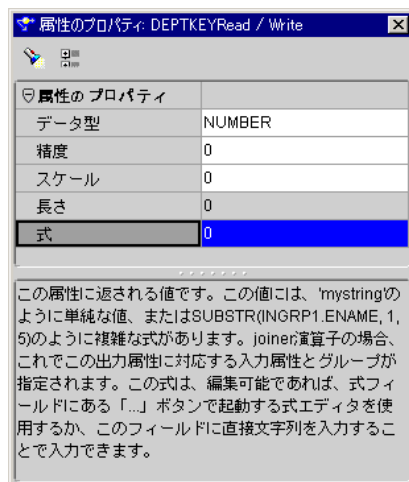 属性のプロパティ: DEPTKEYRead / Write
属性の プロパティ
データ型 NUMBER
精度 0
スケール 0
長さ 0
式 0
この属性に返される値です。この値には、'mystring'の
ように単純な値、またはSUBSTR(INGRP1.ENAME, 1,
5)のように複雑な式があります。joiner演算子の場合、
これでこの出力属性に対応する入力属性とグループが
指定されます。この式は、編集可能であれば、式フィ
ールドにある「...」ボタンで起動する式エディタを使
用するか、このフィールドに直接文字列を入力するこ
とで入力できます。